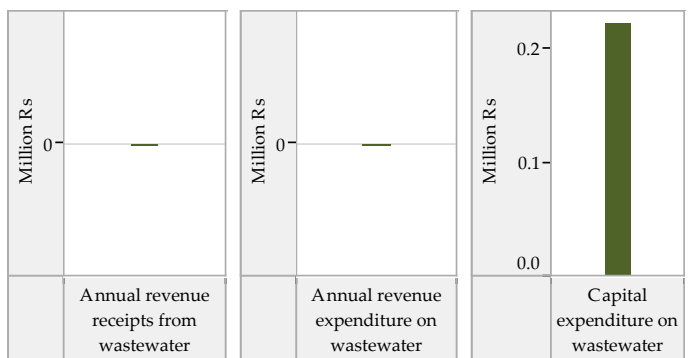 Million Rs
0
Annual revenue
receipts from
wastewater
Million Rs
0
Annual revenue
expenditure on
wastewater
Million Rs
0.2
0.1
0.0
Capital
expenditure on
wastewater